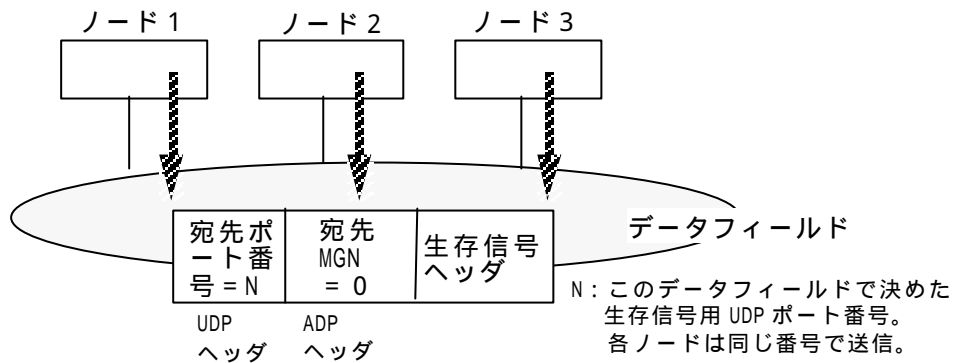 ノード1 ノード2 ノード3
宛先ポ
ート番
号=N
宛先
MGN
= 0
生存信号
ヘッダ
データフィールド
UDP
ヘッダ
ADP
ヘッダ
N:このデータフィールドで決めた
生存信号用 UDP ポート番号。
各ノードは同じ番号で送信。